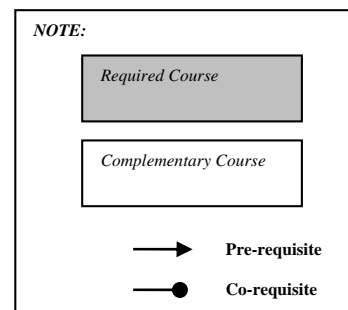 NOTE:
Required Course
Complementary Course
Pre-requisite
Co-requisite